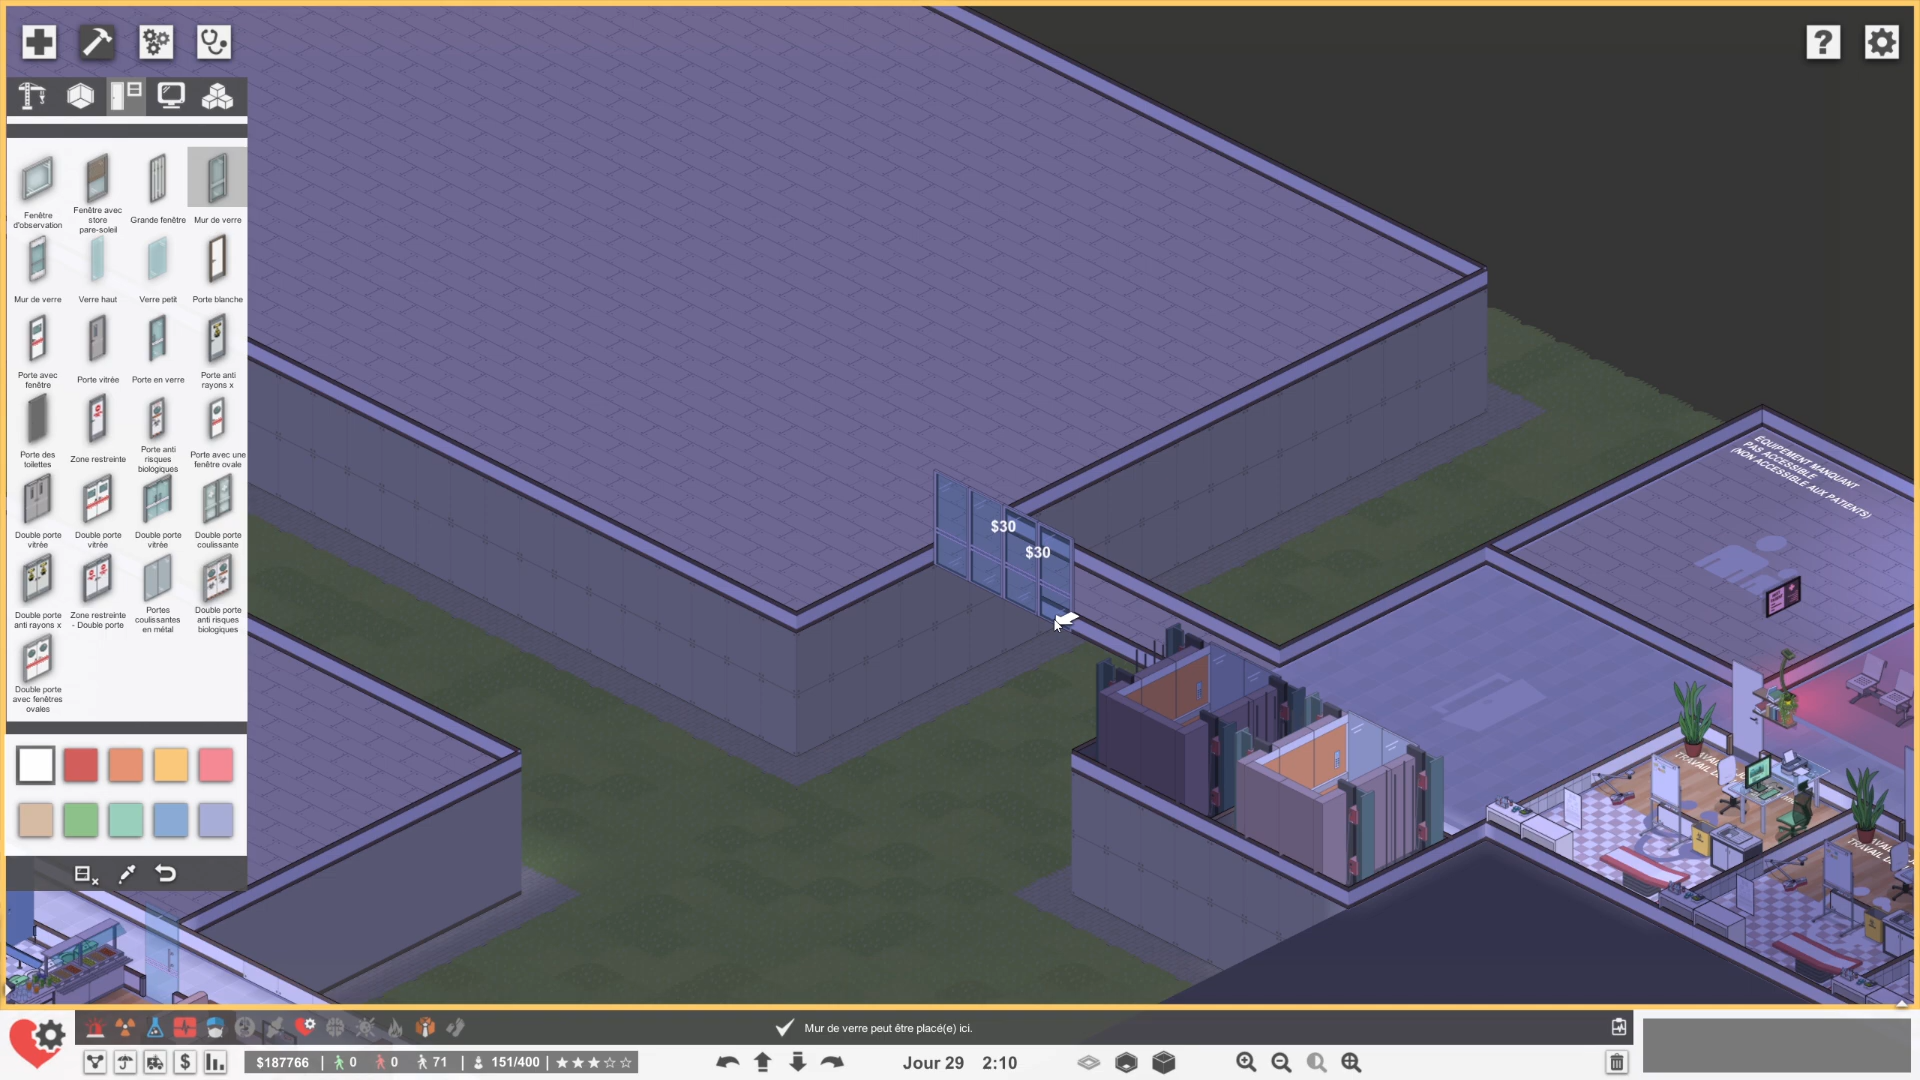 Fenêtre
d'observation
Fenêtre avec
store
pare-soleil
Grande fenêtre
Mur de verre
Mur de verre
Verre haut
Verre petit
Porte blanche
Porte avec
fenêtre
Porte vitrée
Porte en verre
Porte anti
rayons x
Porte des
toilettes
Zone restreinte
Porte anti
risques
biologiques
Porte avec une
fenêtre ovale
Double porte
vitrée
Double porte
vitrée
Double porte
vitrée
Double porte
coulissante
Double porte
anti rayons x
Zone restreinte
- Double porte
Portes
coulissantes
en métal
Double porte
anti risques
biologiques
Double porte
avec fenêtres
ovales
$30
$30
EQUIPEMENT MANQUANT
PAS ACCESSIBLE
(NON ACCESSIBLE AUX PATIENTS)
Mur de verre peut être placé(e) ici.
$187766
0
0
71
151/400
Jour 29 2:10